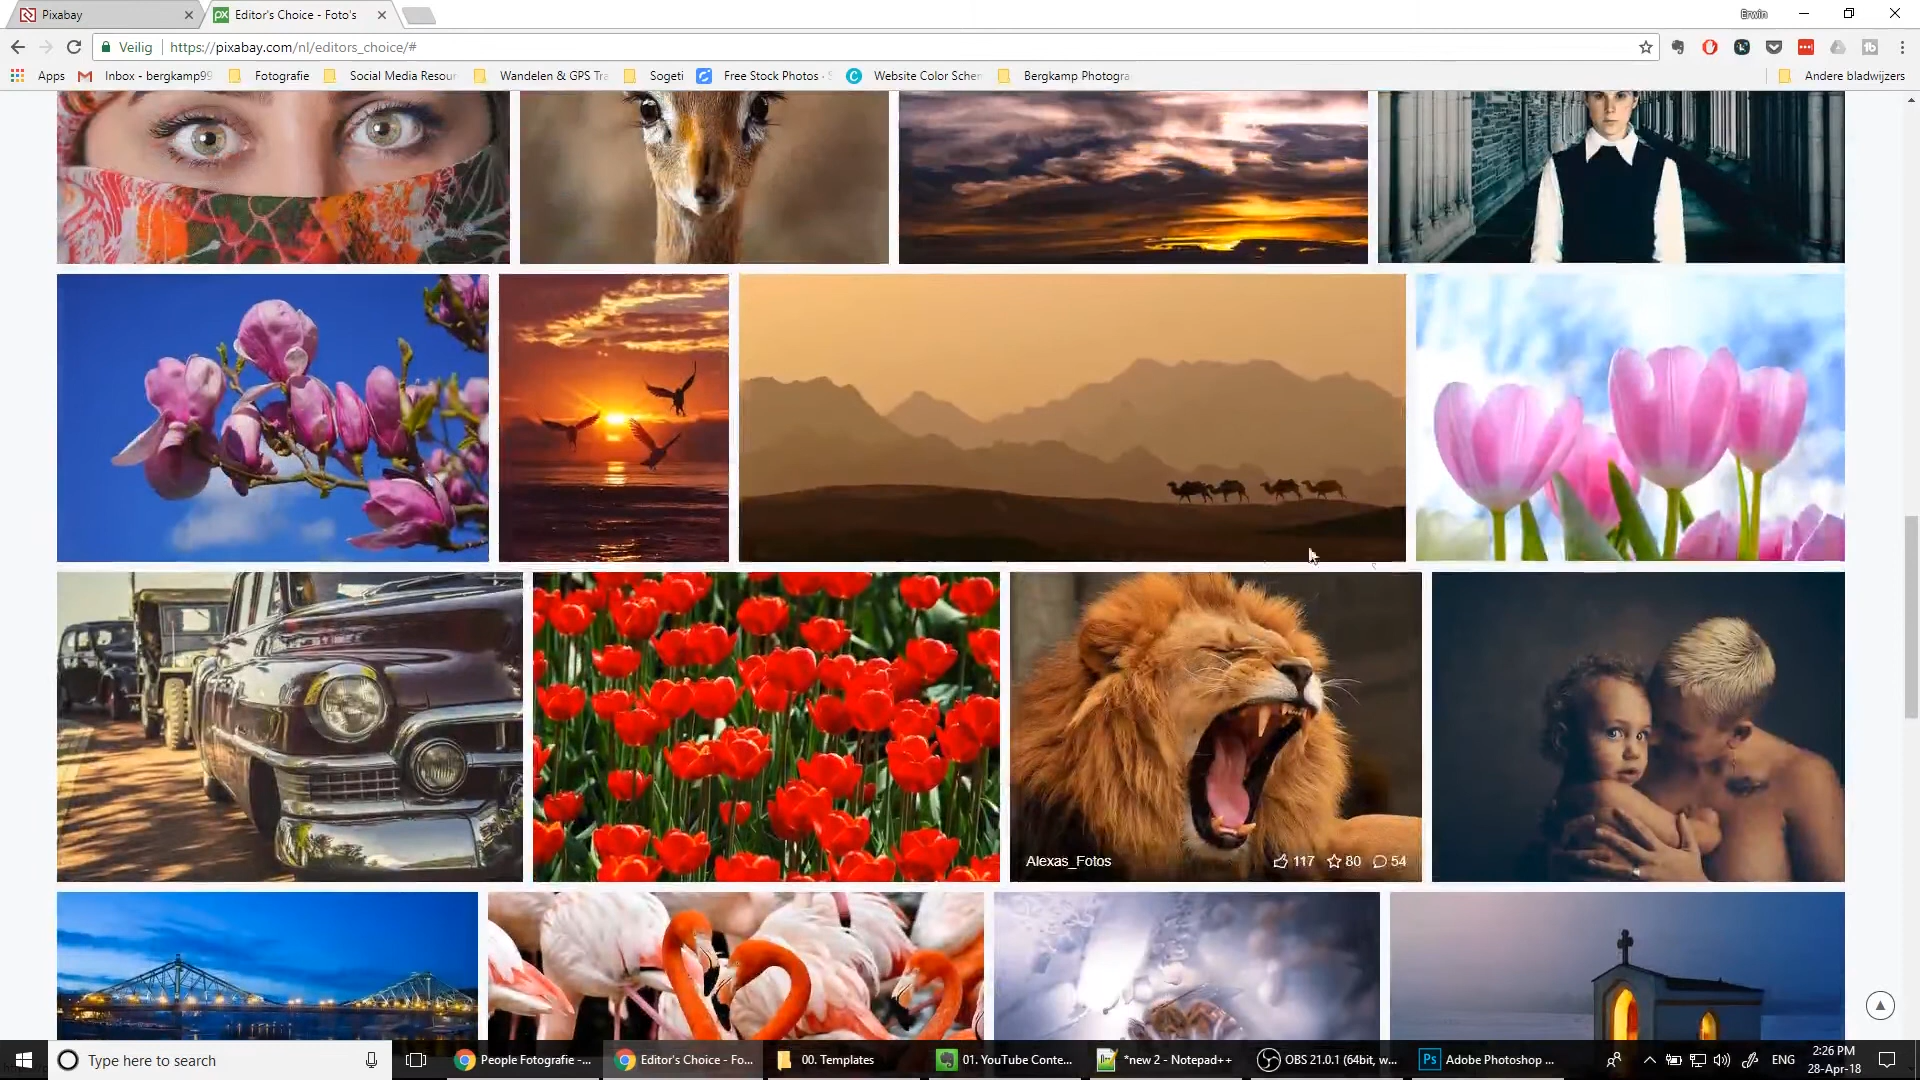 Pixabay
Editor's Choice - Foto's
Erwin
Veilig
https://pixabay.com/nl/editors_choice/#
Apps
Inbox - bergkamp99
Fotografie
Social Media Resour
Wandelen & GPS Tra
Sogeti
Free Stock Photos - S
Website Color Schem
Bergkamp Photogra
Andere bladwijzers
Alexas_Fotos
117
80
54
Type here to search
People Fotografie -...
Editor's Choice - Fo...
00. Templates
01. YouTube Conte...
*new 2 - Notepad++
OBS 21.0.1 (64bit, w...
Adobe Photoshop ...
ENG
2:26 PM
28-Apr-18